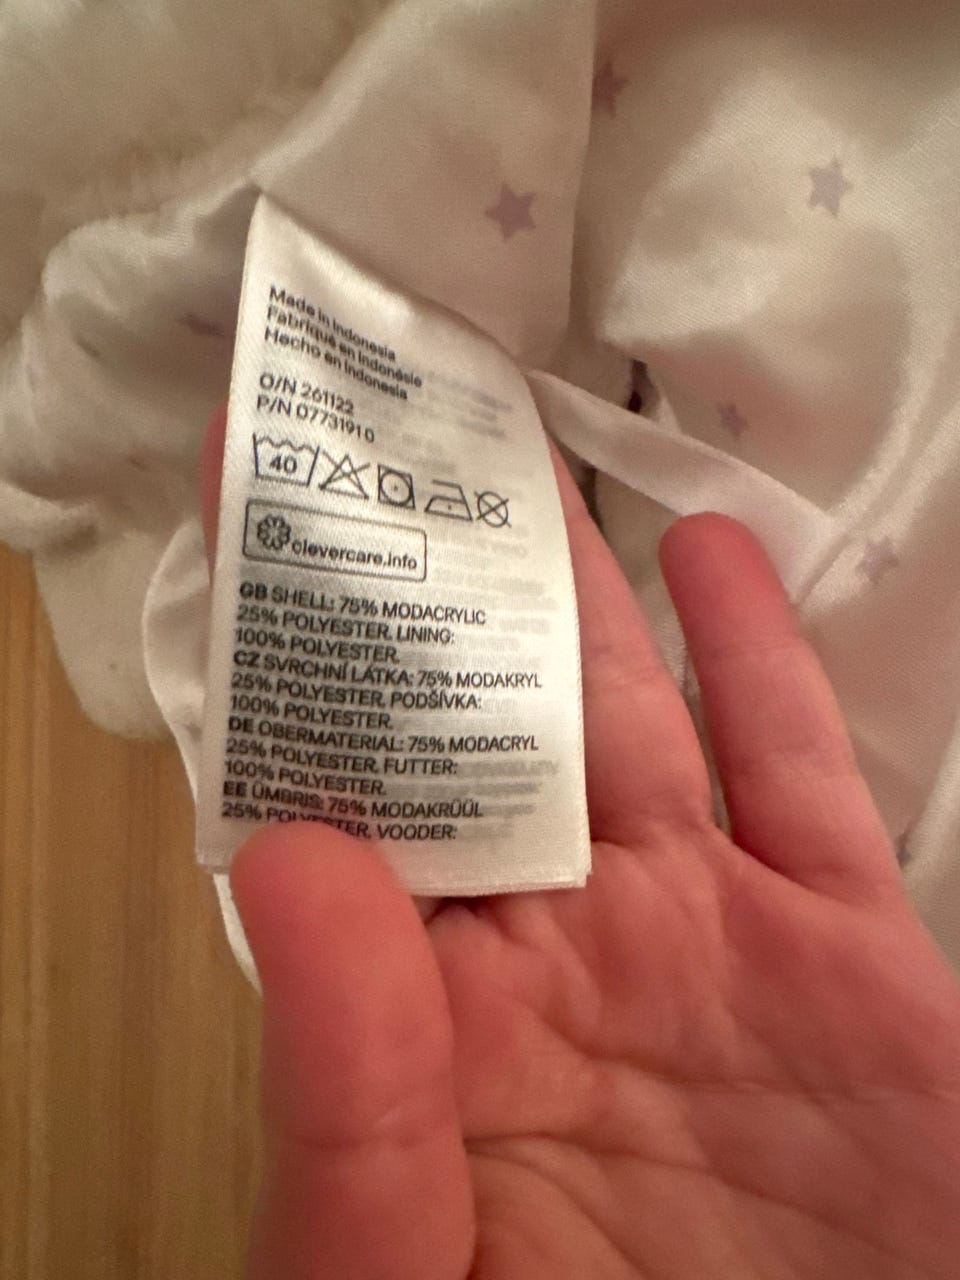 Made in Indonesia
Fabriqué en Indonésie
Hecho en Indonesia
O/N 261122
P/N 07731910
40
clevercare.info
GB SHELL: 75% MODACRYLIC
25% POLYESTER. LINING:
100% POLYESTER.
CZ SVRCHNÍ LÁTKA: 75% MODAKRYL
25% POLYESTER. PODŠÍVKA:
100% POLYESTER.
DE OBERMATERIAL: 75% MODACRYL
25% POLYESTER. FUTTER:
100% POLYESTER.
EE ÜMBRIS: 75% MODAKRÜÜL
25% POLYESTER. VOODER: